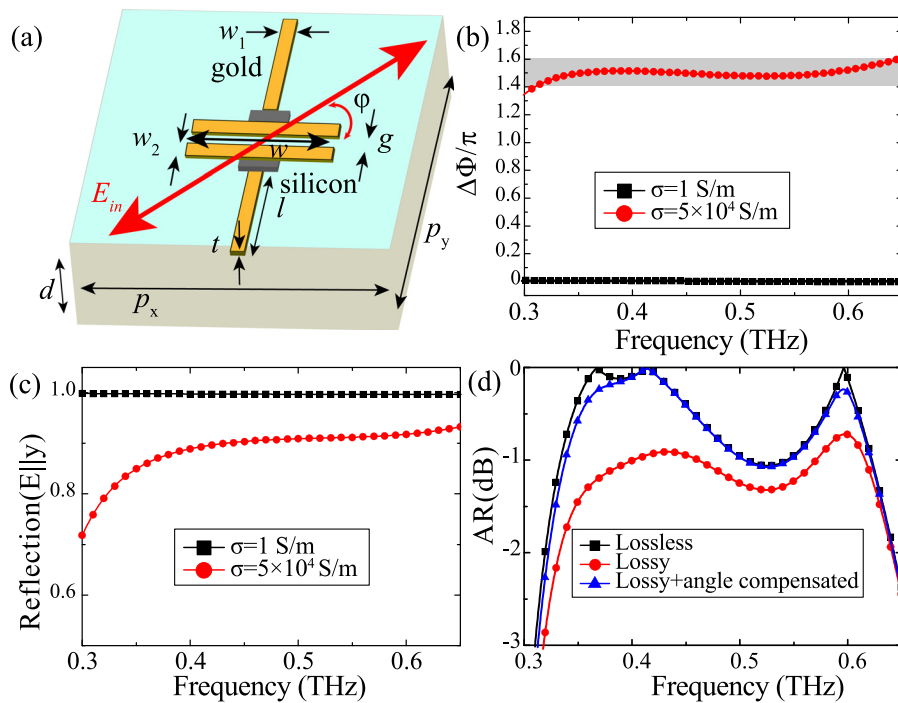 (a)
w1
gold
φ
w2
w
g
silicon
Ein
l
t
py
d
px
(b)
ΔΦ/π
1.8
1.6
1.4
1.2
1.0
0.8
0.6
0.4
0.2
0
σ=1 S/m
σ=5×10⁴ S/m
0.3 0.4 0.5 0.6
Frequency (THz)
(c)
Reflection(E||y)
1.0
0.8
0.6
σ=1 S/m
σ=5×10⁴ S/m
0.3 0.4 0.5 0.6
Frequency (THz)
(d)
AR(dB)
0
-1
-2
-3
Lossless
Lossy
Lossy+angle compensated
0.3 0.4 0.5 0.6
Frequency (THz)